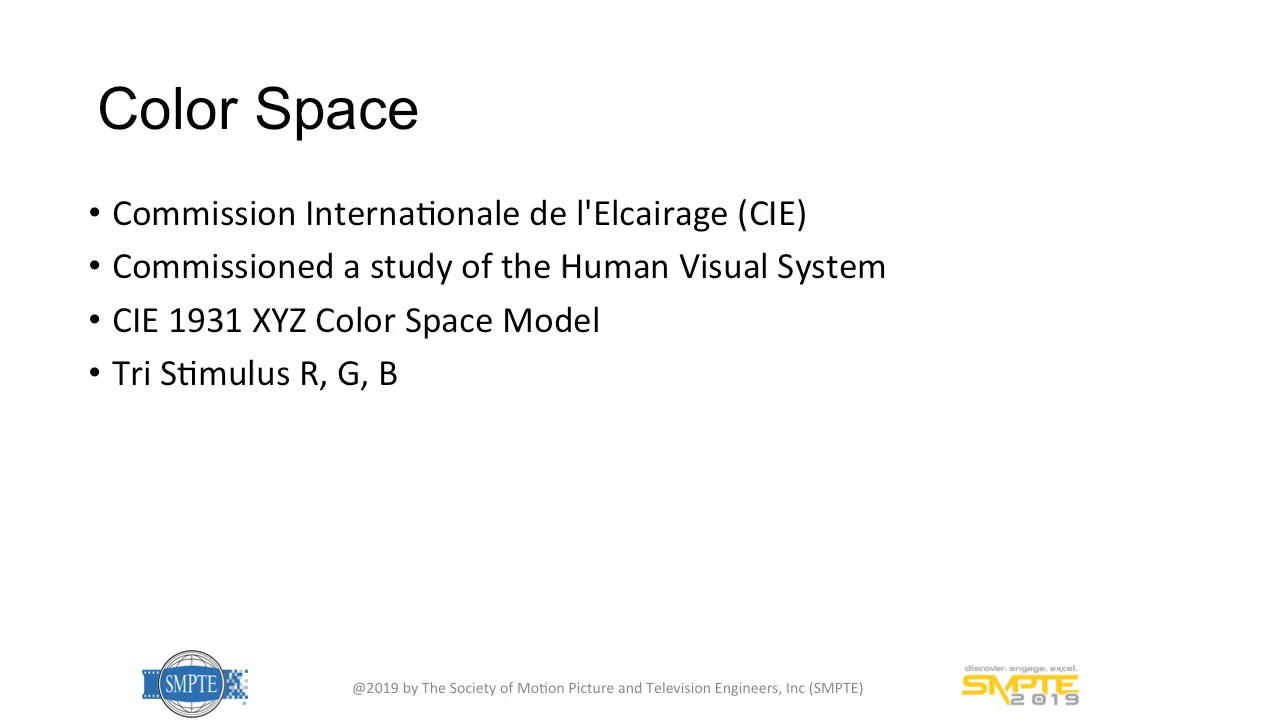 Color Space
• Commission Internationale de l'Elcairage (CIE)
• Commissioned a study of the Human Visual System
• CIE 1931 XYZ Color Space Model
• Tri Stimulus R, G, B
SMPTE
@2019 by The Society of Motion Picture and Television Engineers, Inc (SMPTE)
discover. engage. excel.
SMPTE
2019